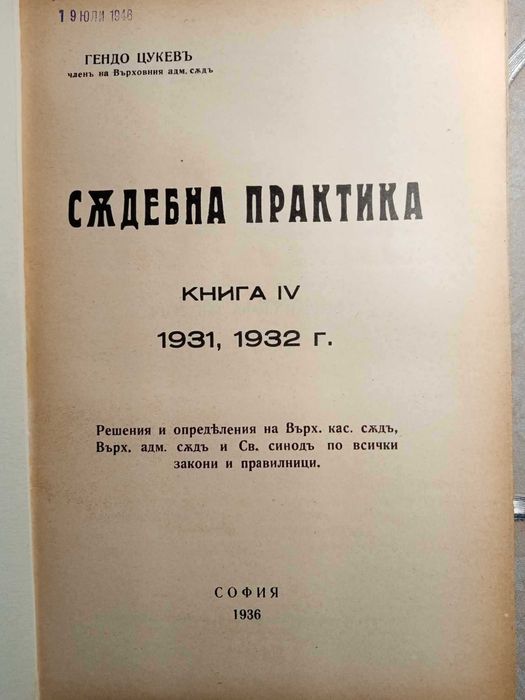 19 ЮЛИ 1946
ГЕНДО ЦУКЕВЪ
членъ на Върховния адм. сѫдъ
СѪДЕБНА ПРАКТИКА
КНИГА IV
1931, 1932 г.
Решения и опредѣления на Върх. кас. сѫдъ,
Върх. адм. сѫдъ и Св. синодъ по всички
закони и правилници.
СОФИЯ
1936